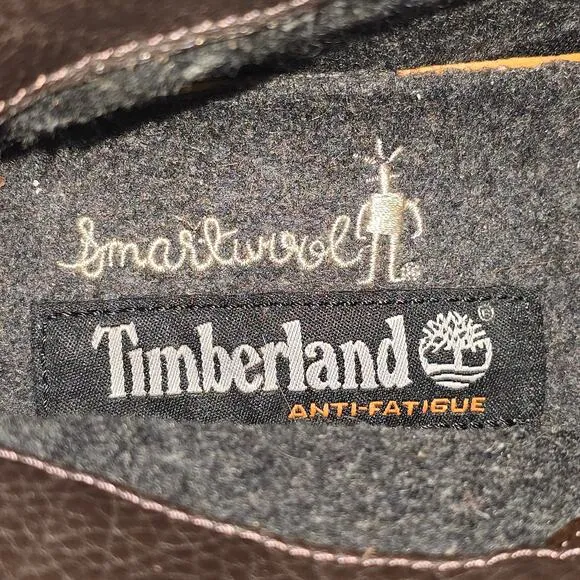 Smartwool
Timberland ®
ANTI-FATIGUE